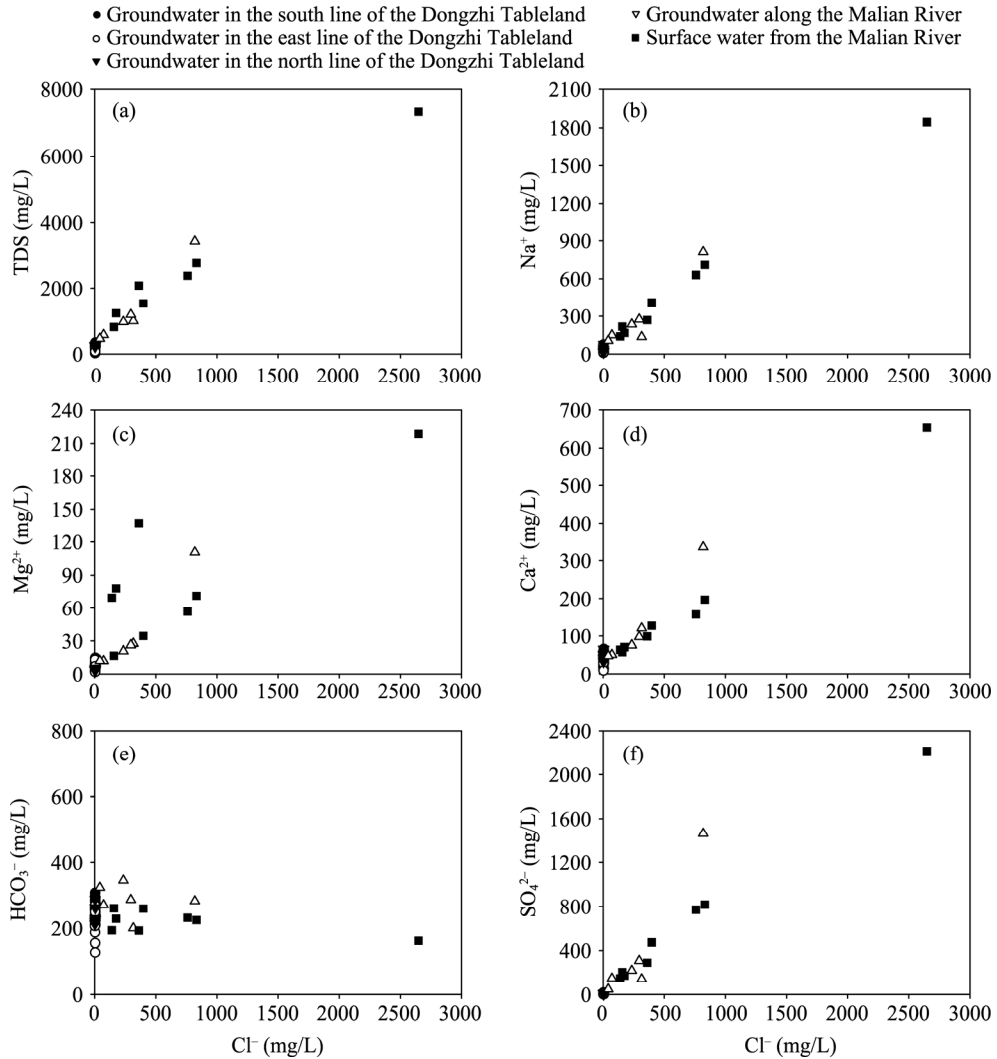 Groundwater in the south line of the Dongzhi Tableland
Groundwater in the east line of the Dongzhi Tableland
Groundwater in the north line of the Dongzhi Tableland
Groundwater along the Malian River
Surface water from the Malian River
(a)
TDS (mg/L)
8000
6000
4000
2000
0
0 500 1000 1500 2000 2500 3000
(b)
Na⁺ (mg/L)
2100
1800
1500
1200
900
600
300
0
0 500 1000 1500 2000 2500 3000
(c)
Mg²⁺ (mg/L)
240
210
180
150
120
90
60
30
0
0 500 1000 1500 2000 2500 3000
(d)
Ca²⁺ (mg/L)
700
600
500
400
300
200
100
0
0 500 1000 1500 2000 2500 3000
(e)
HCO₃⁻ (mg/L)
800
600
400
200
0
0 500 1000 1500 2000 2500 3000
Cl⁻ (mg/L)
(f)
SO₄²⁻ (mg/L)
2400
2000
1600
1200
800
400
0
0 500 1000 1500 2000 2500 3000
Cl⁻ (mg/L)